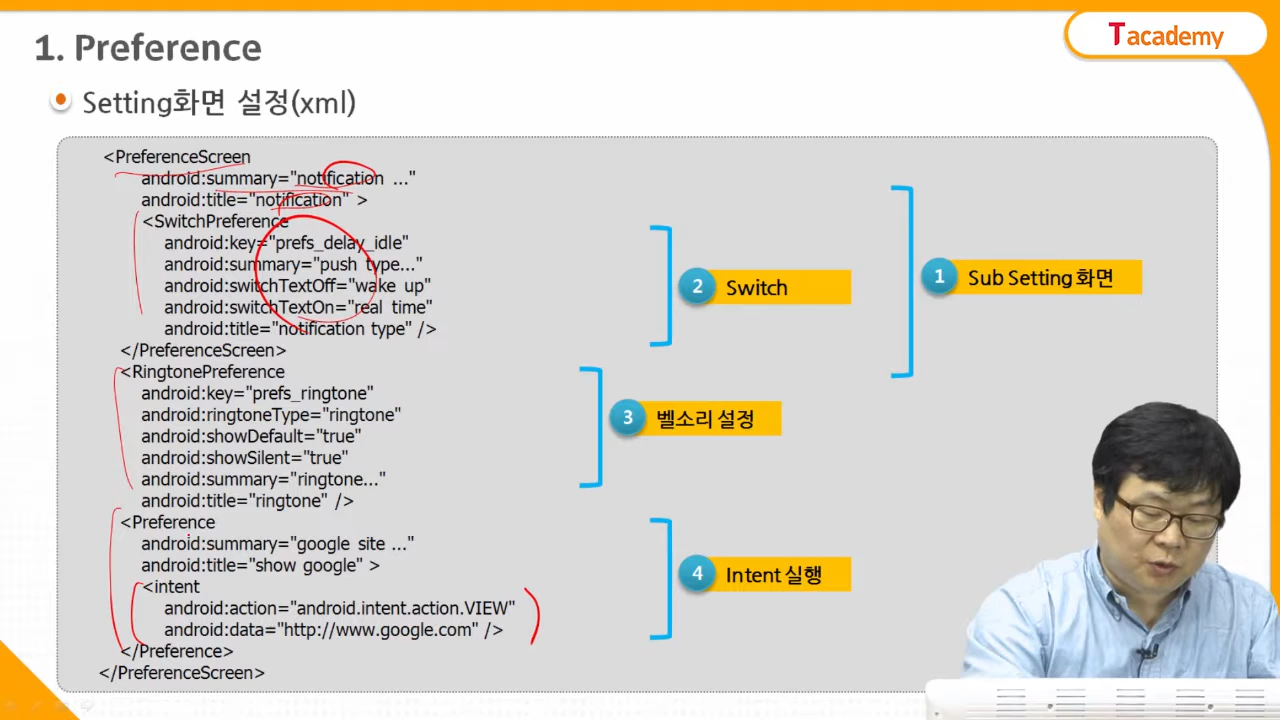 1. Preference
T academy
Setting화면 설정(xml)
<PreferenceScreen
android:summary="notification ..."
android:title="notification" >
<SwitchPreference
android:key="prefs_delay_idle"
android:summary="push type..."
android:switchTextOff="wake up"
android:switchTextOn="real time"
android:title="notification type" />
</PreferenceScreen>
<RingtonePreference
android:key="prefs_ringtone"
android:ringtoneType="ringtone"
android:showDefault="true"
android:showSilent="true"
android:summary="ringtone..."
android:title="ringtone" />
<Preference
android:summary="google site ..."
android:title="show google" >
<intent
android:action="android.intent.action.VIEW"
android:data="http://www.google.com" />
</Preference>
</PreferenceScreen>
1 Sub Setting 화면
2 Switch
3 벨소리 설정
4 Intent 실행